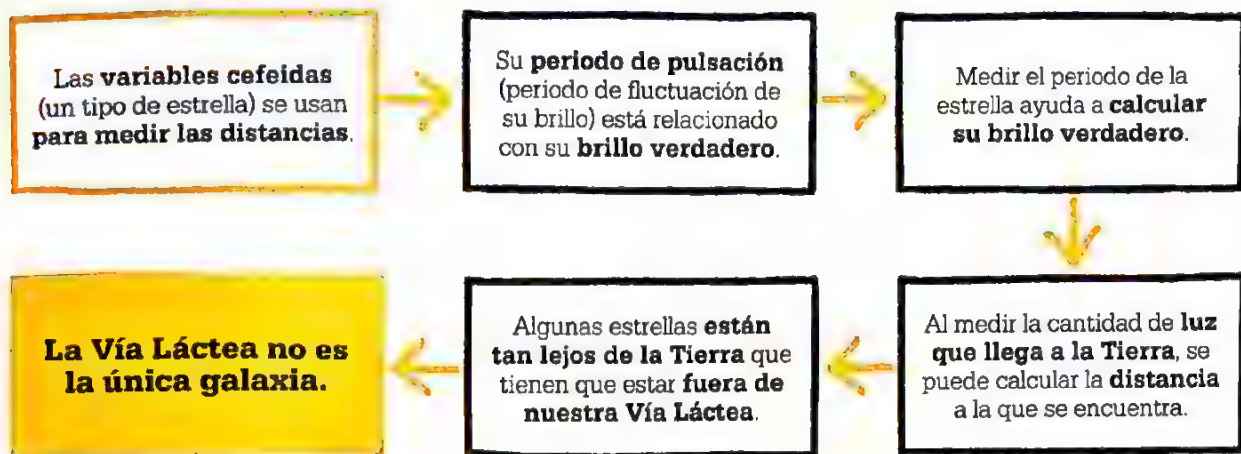 Las variables cefeidas
(un tipo de estrella) se usan
para medir las distancias.
Su periodo de pulsación
(periodo de fluctuación de
su brillo) está relacionado
con su brillo verdadero.
Medir el periodo de la
estrella ayuda a calcular
su brillo verdadero.
Al medir la cantidad de luz
que llega a la Tierra, se
puede calcular la distancia
a la que se encuentra.
Algunas estrellas están
tan lejos de la Tierra que
tienen que estar fuera de
nuestra Vía Láctea.
La Vía Láctea no es
la única galaxia.